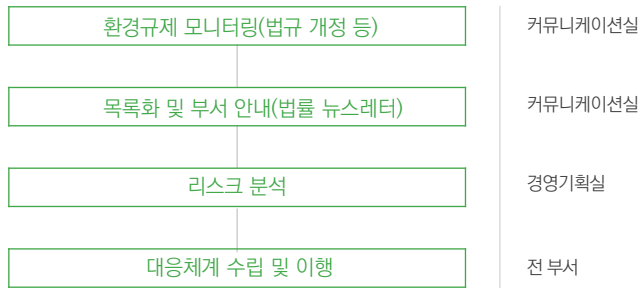 환경규제 모니터링(법규 개정 등)
커뮤니케이션실
목록화 및 부서 안내(법률 뉴스레터)
커뮤니케이션실
리스크 분석
경영기획실
대응체계 수립 및 이행
전 부서